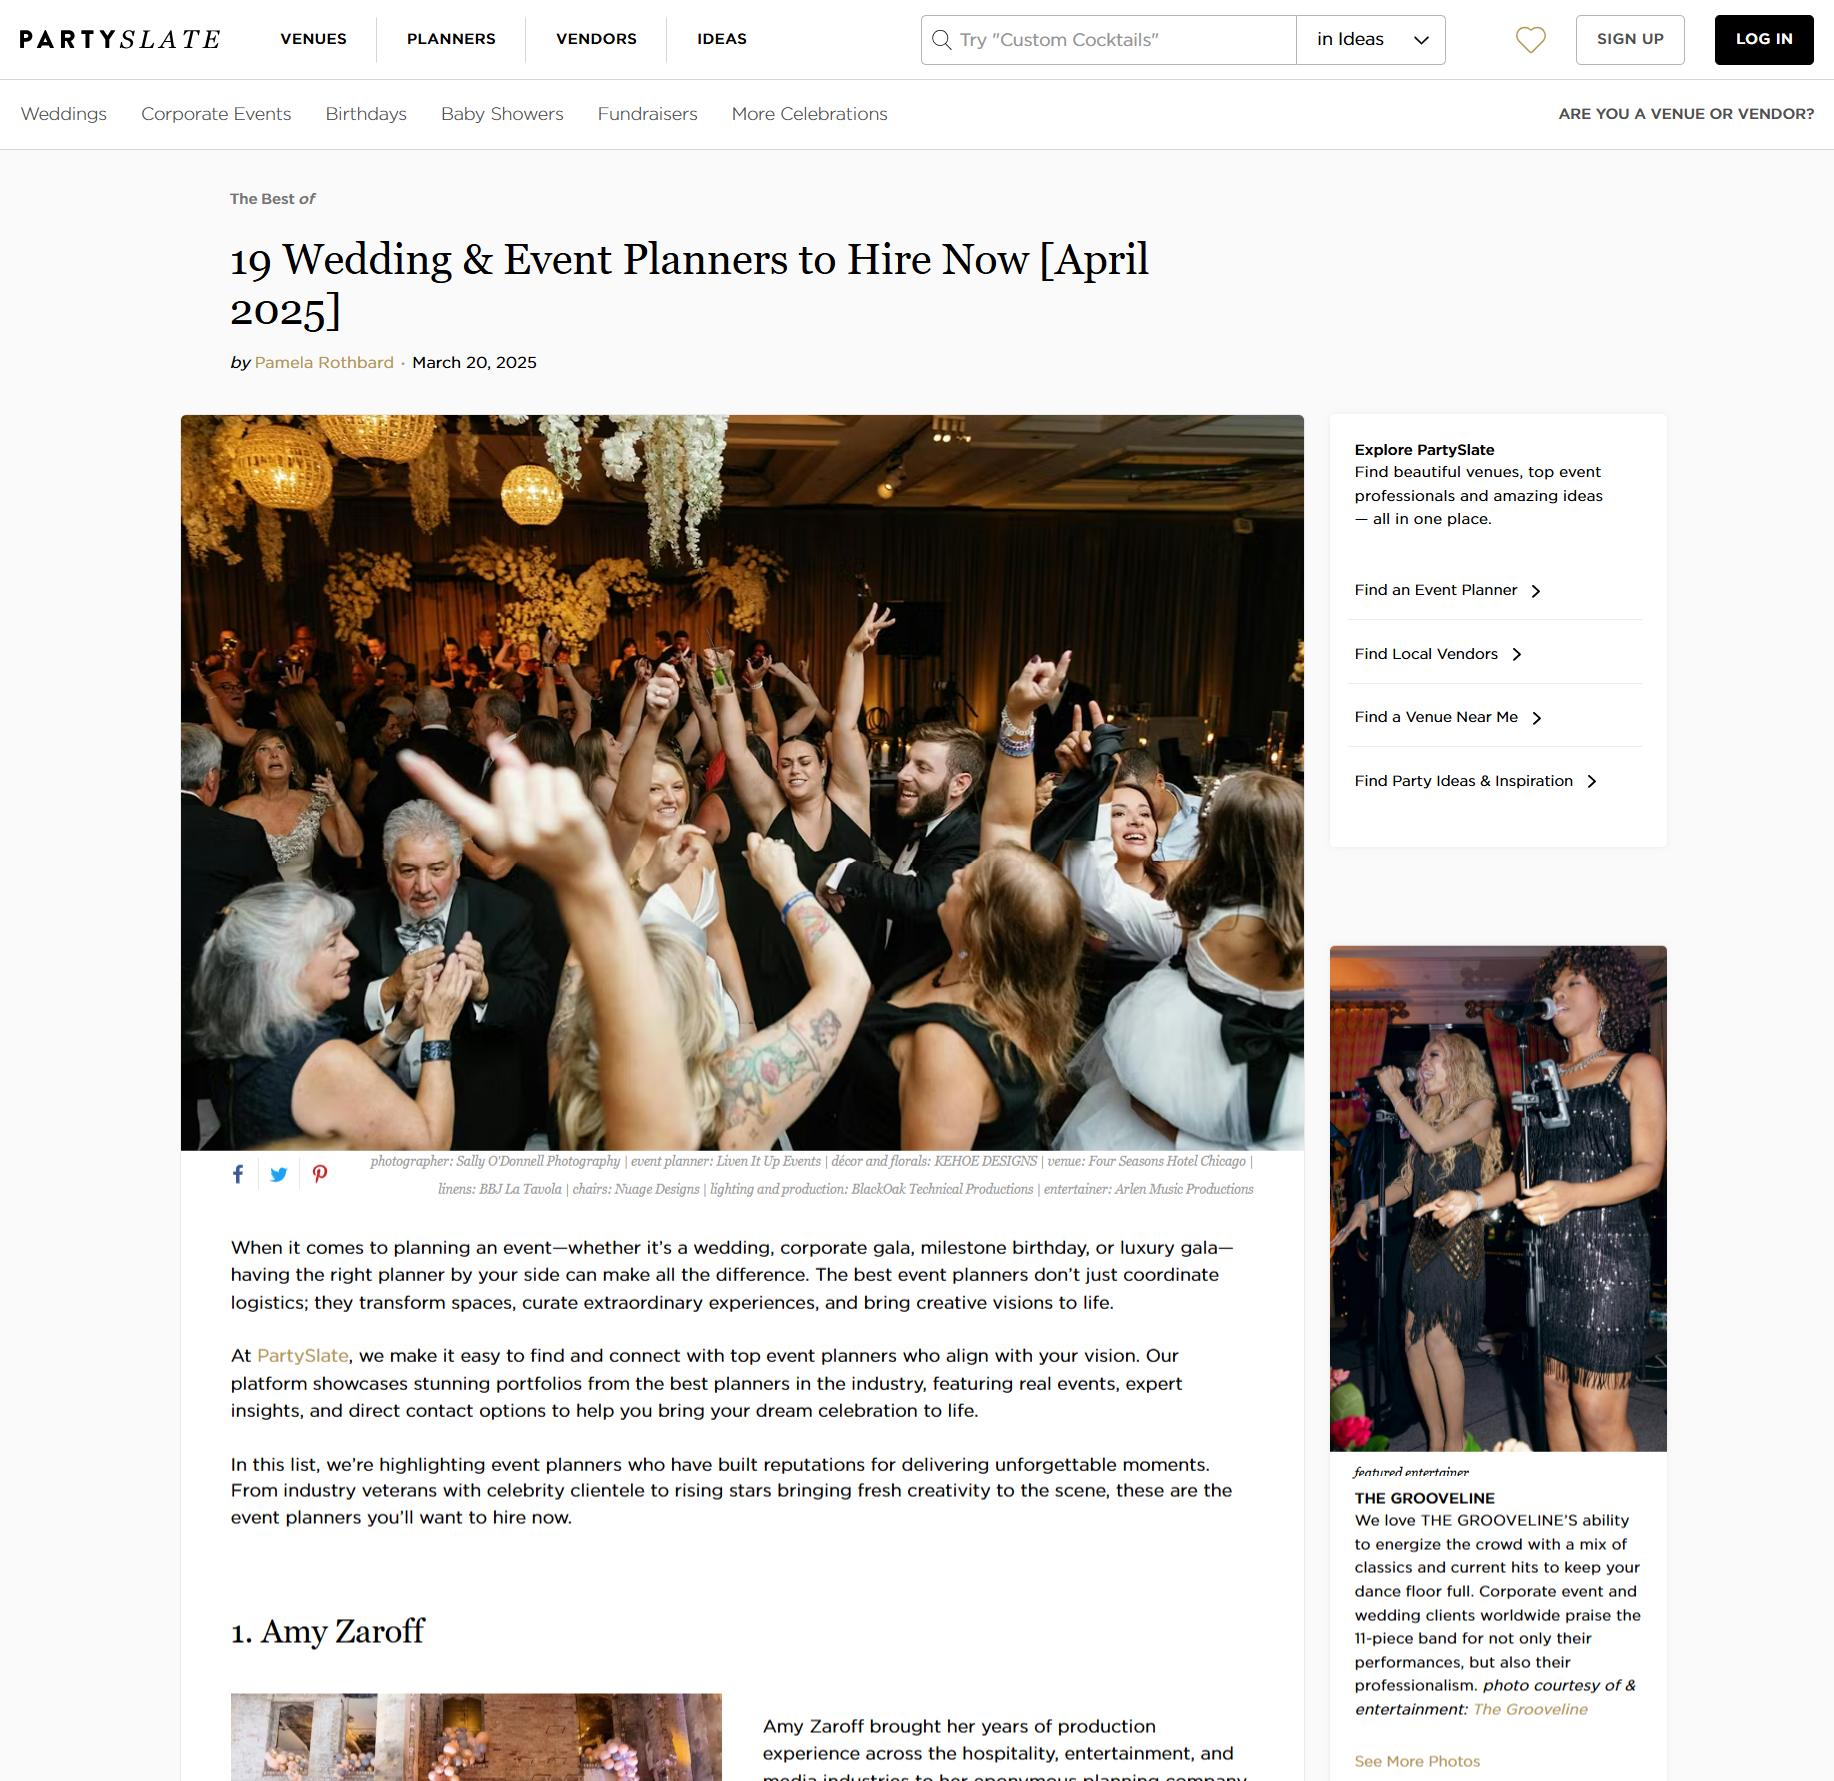 PARTYSLATE
VENUES
PLANNERS
VENDORS
IDEAS
Try "Custom Cocktails"
in Ideas
SIGN UP
LOG IN
Weddings
Corporate Events
Birthdays
Baby Showers
Fundraisers
More Celebrations
ARE YOU A VENUE OR VENDOR?
The Best of
19 Wedding & Event Planners to Hire Now [April
2025]
by Pamela Rothbard · March 20, 2025
photographer: Sally O'Donnell Photography | event planner: Liven It Up Events | décor and florals: KEHOE DESIGNS | venue: Four Seasons Hotel Chicago |
linens: BBJ La Tavola | chairs: Nuage Designs | lighting and production: BlackOak Technical Productions | entertainer: Arlen Music Productions
When it comes to planning an event—whether it’s a wedding, corporate gala, milestone birthday, or luxury gala—
having the right planner by your side can make all the difference. The best event planners don’t just coordinate
logistics; they transform spaces, curate extraordinary experiences, and bring creative visions to life.
At PartySlate, we make it easy to find and connect with top event planners who align with your vision. Our
platform showcases stunning portfolios from the best planners in the industry, featuring real events, expert
insights, and direct contact options to help you bring your dream celebration to life.
In this list, we’re highlighting event planners who have built reputations for delivering unforgettable moments.
From industry veterans with celebrity clientele to rising stars bringing fresh creativity to the scene, these are the
event planners you’ll want to hire now.
1. Amy Zaroff
Amy Zaroff brought her years of production
experience across the hospitality, entertainment, and
media industries to her eponymous planning company
Explore PartySlate
Find beautiful venues, top event
professionals and amazing ideas
— all in one place.
Find an Event Planner
Find Local Vendors
Find a Venue Near Me
Find Party Ideas & Inspiration
featured entertainer
THE GROOVELINE
We love THE GROOVELINE’S ability
to energize the crowd with a mix of
classics and current hits to keep your
dance floor full. Corporate event and
wedding clients worldwide praise the
11-piece band for not only their
performances, but also their
professionalism. photo courtesy of &
entertainment: The Grooveline
See More Photos